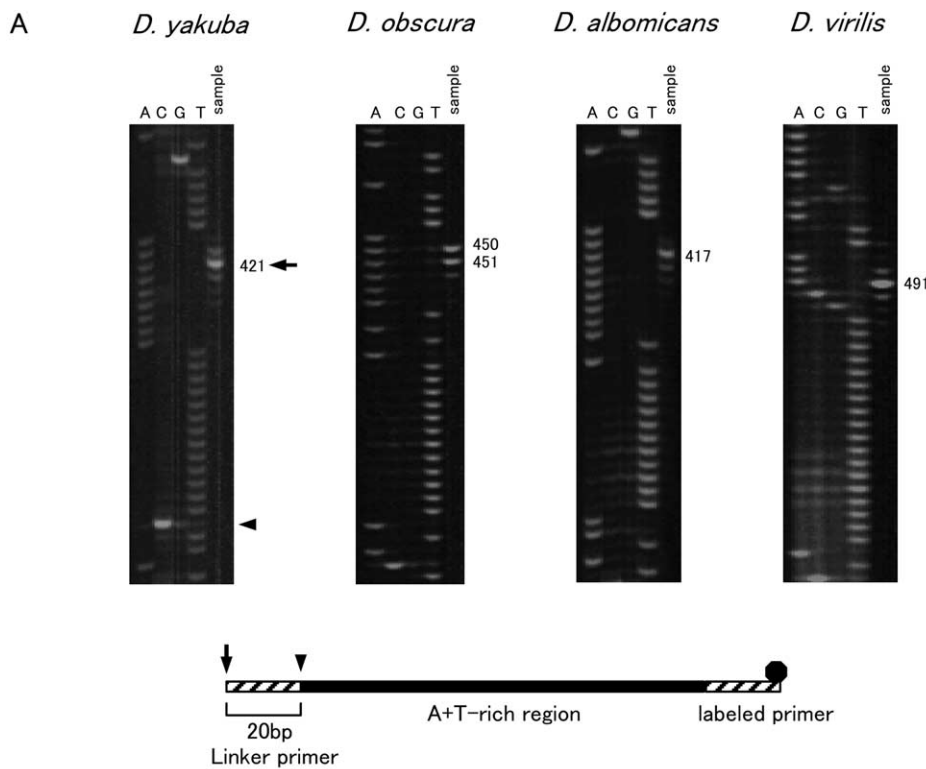 A
D. yakuba D. obscura D. albomicans D. virilis
A C G T sample A C G T sample A C G T sample A C G T sample
421
450
451
417
491
20bp
Linker primer
A+T-rich region
labeled primer